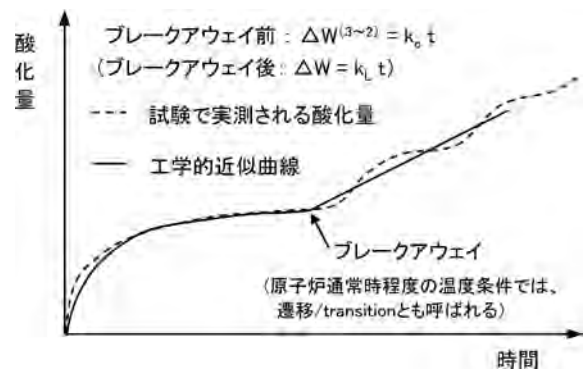 酸化量
ブレークアウェイ前： △W⁽³～²⁾ = kc t
（ブレークアウェイ後： △W = kL t）
試験で実測される酸化量
工学的近似曲線
ブレークアウェイ
（原子炉通常時程度の温度条件では、
遷移/transitionとも呼ばれる）
時間